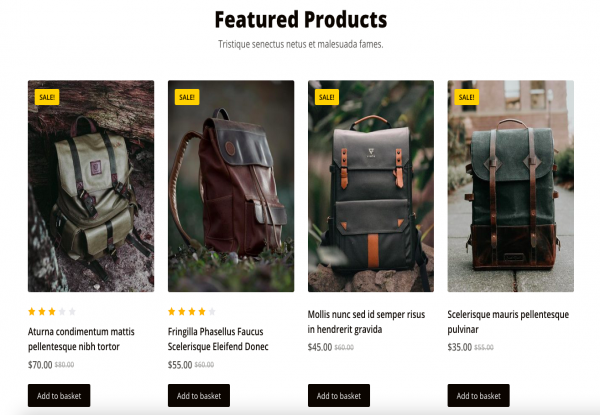 Featured Products
Tristique senectus netus et malesuada fames.
SALE!
SALE!
SALE!
SALE!
Aturna condimentum mattis
pellentesque nibh tortor
$70.00 $80.00
Add to basket
Fringilla Phasellus Faucus
Scelerisque Eleifend Donec
$55.00 $60.00
Add to basket
Mollis nunc sed id semper risus
in hendrerit gravida
$45.00 $60.00
Add to basket
Scelerisque mauris pellentesque
pulvinar
$35.00 $55.00
Add to basket